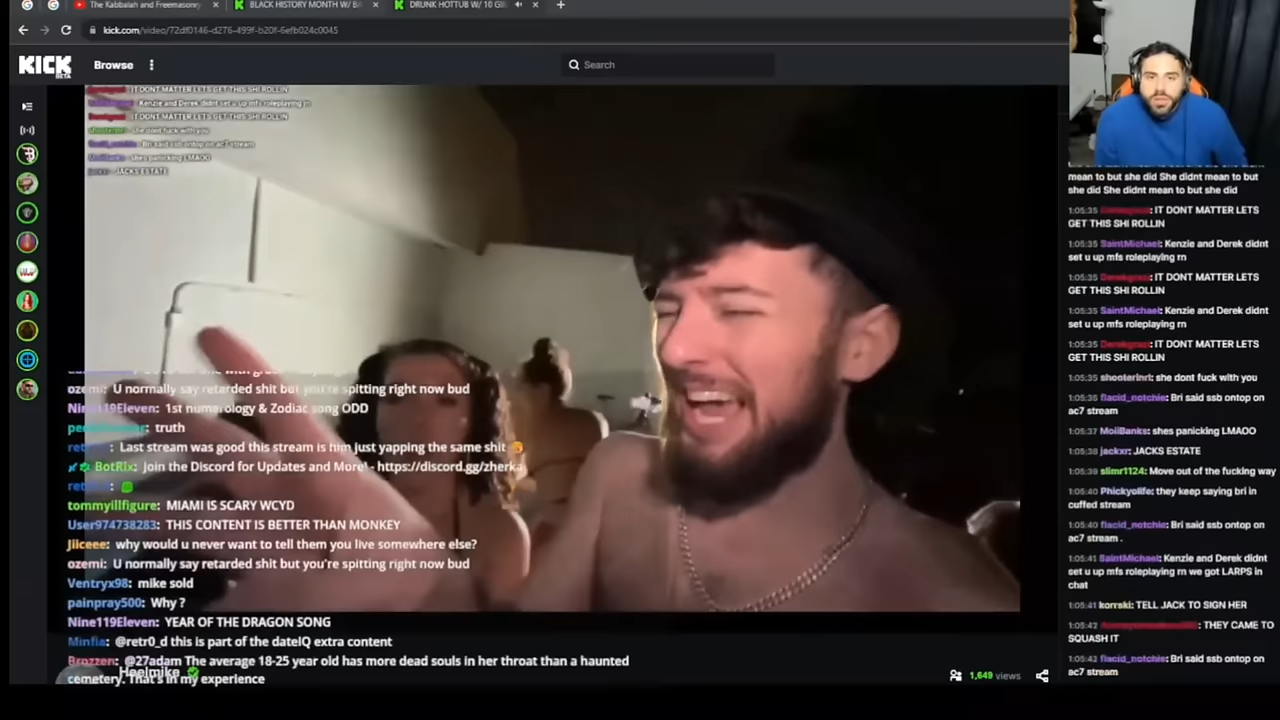 The Kabbalah and Freemasonry
BLACK HISTORY MONTH W/ BA
DRUNK HOTTUB W/ 10 GI
kick.com/video/72df0146-d276-499f-b20f-6efb024c0045
KICK
BETA
Browse
Search
IT DONT MATTER LETS GET THIS SHI ROLLIN
Kenzie and Derek didnt set u up mfs roleplaying rn
IT DONT MATTER LETS GET THIS SHI ROLLIN
she dont fuck with you
Bri said ssb ontop on ac7 stream
MoiiBanks: shes panicking LMAOO
jackxr: JACKS ESTATE
ozemi: U normally say retarded shit but you're spitting right now bud
Nine119Eleven: 1st numerology & Zodiac song ODD
truth
Last stream was good this stream is him just yapping the same shit
BotRix: Join the Discord for Updates and More! - https://discord.gg/zherka
tommyillfigure: MIAMI IS SCARY WCYD
User974738283: THIS CONTENT IS BETTER THAN MONKEY
Jiiceee: why would u never want to tell them you live somewhere else?
ozemi: U normally say retarded shit but you're spitting right now bud
Ventryx98: mike sold
painpray500: Why ?
Nine119Eleven: YEAR OF THE DRAGON SONG
Minfia: @retr0_d this is part of the dateIQ extra content
Brozzen: @27adam The average 18-25 year old has more dead souls in her throat than a haunted
cemetery. That's in my experience
Heelmike
1,649 views
mean to but she did She didnt mean to but
she did She didnt mean to but she did
1:05:35 IT DONT MATTER LETS
GET THIS SHI ROLLIN
1:05:35 SaintMichael: Kenzie and Derek didnt
set u up mfs roleplaying rn
1:05:35 IT DONT MATTER LETS
GET THIS SHI ROLLIN
1:05:35 SaintMichael: Kenzie and Derek didnt
set u up mfs roleplaying rn
1:05:35 IT DONT MATTER LETS
GET THIS SHI ROLLIN
1:05:35 shooterinrl: she dont fuck with you
1:05:36 flacid_notchie: Bri said ssb ontop on
ac7 stream
1:05:37 MoiiBanks: shes panicking LMAOO
1:05:38 jackxr: JACKS ESTATE
1:05:39 slimr1124: Move out of the fucking way
1:05:40 Phickyolife: they keep saying bri in
cuffed stream
1:05:40 flacid_notchie: Bri said ssb ontop on
ac7 stream .
1:05:41 SaintMichael: Kenzie and Derek didnt
set u up mfs roleplaying rn we got LARPS in
chat
1:05:41 korrski: TELL JACK TO SIGN HER
1:05:42 THEY CAME TO
SQUASH IT
1:05:42 flacid_notchie: Bri said ssb ontop on
ac7 stream